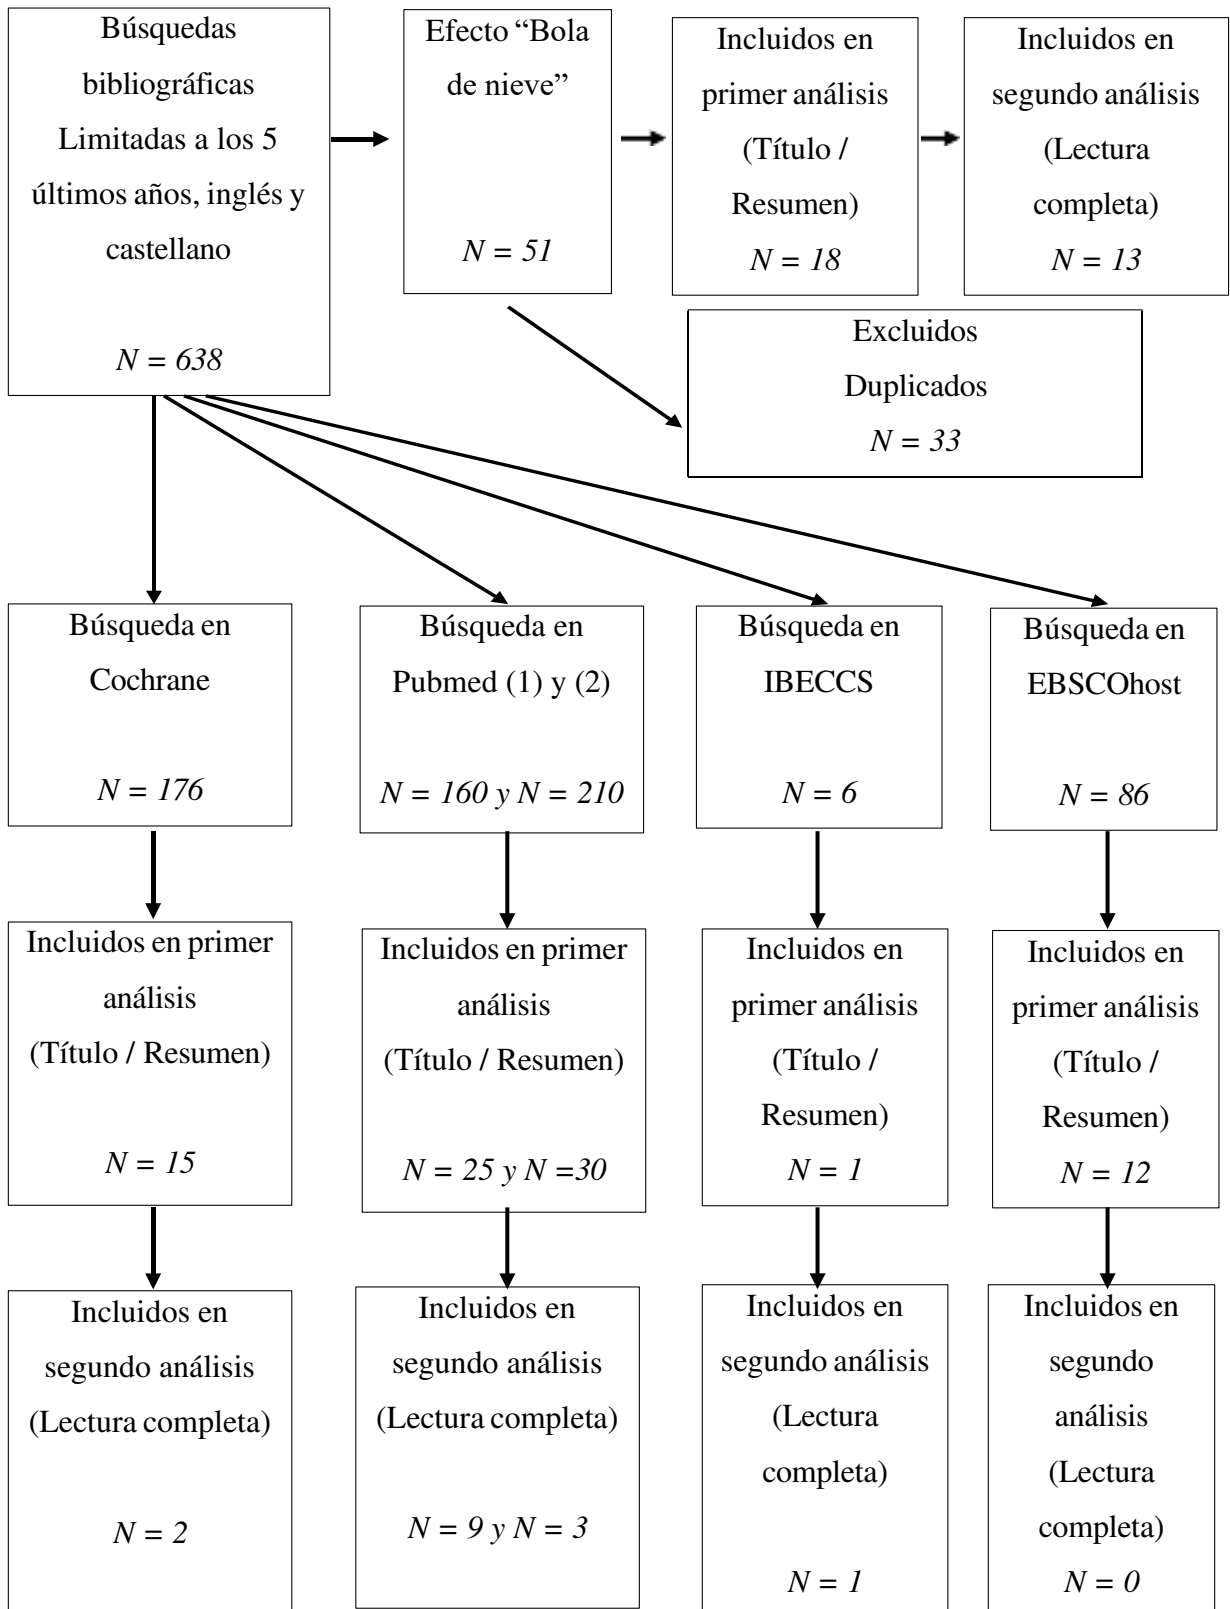 Búsquedas
bibliográficas
Limitadas a los 5
últimos años, inglés y
castellano
N = 638
Efecto “Bola
de nieve”
N = 51
Incluidos en
primer análisis
(Título /
Resumen)
N = 18
Incluidos en
segundo análisis
(Lectura
completa)
N = 13
Excluidos
Duplicados
N = 33
Búsqueda en
Cochrane
N = 176
Búsqueda en
Pubmed (1) y (2)
N = 160 y N = 210
Búsqueda en
IBECCS
N = 6
Búsqueda en
EBSCOhost
N = 86
Incluidos en primer
análisis
(Título / Resumen)
N = 15
Incluidos en primer
análisis
(Título / Resumen)
N = 25 y N =30
Incluidos en
primer análisis
(Título /
Resumen)
N = 1
Incluidos en
primer análisis
(Título /
Resumen)
N = 12
Incluidos en
segundo análisis
(Lectura completa)
N = 2
Incluidos en
segundo análisis
(Lectura completa)
N = 9 y N = 3
Incluidos en
segundo análisis
(Lectura
completa)
N = 1
Incluidos en
segundo
análisis
(Lectura
completa)
N = 0